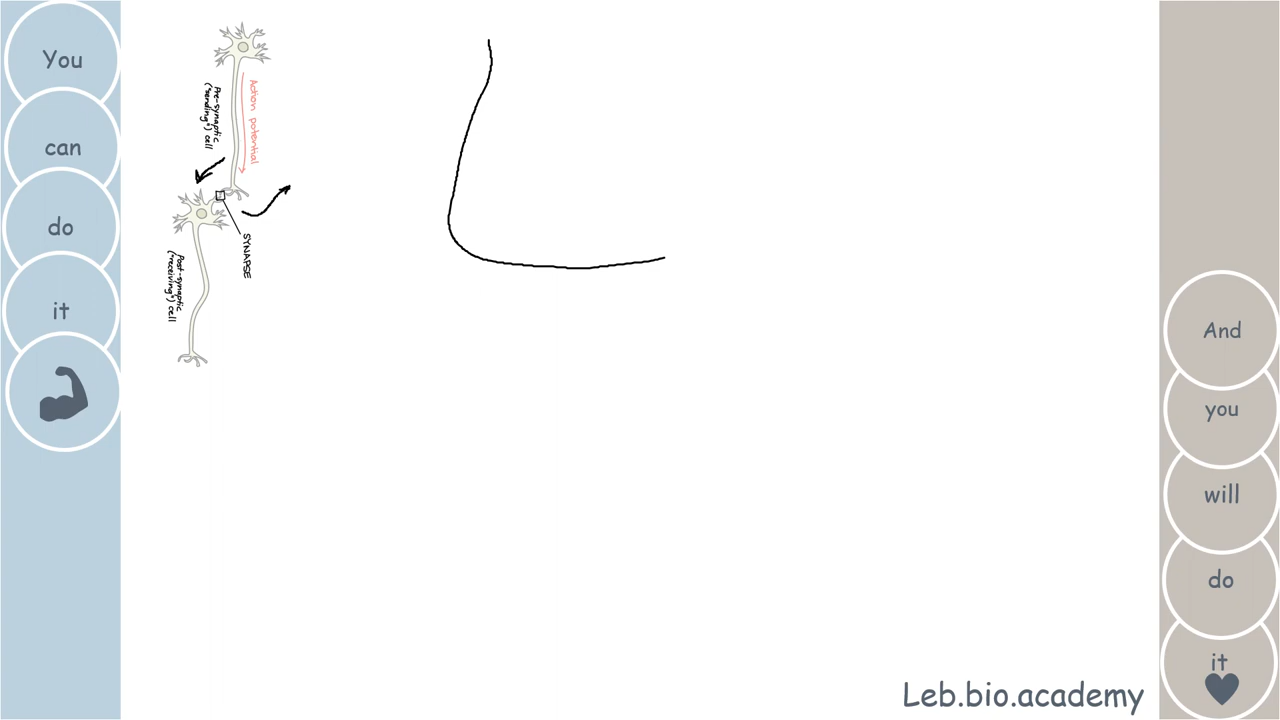 You
can
do
it
Action potential
Pre-synaptic
("sending") cell
SYNAPSE
Post-synaptic
("receiving") cell
And
you
will
do
it
Leb.bio.academy